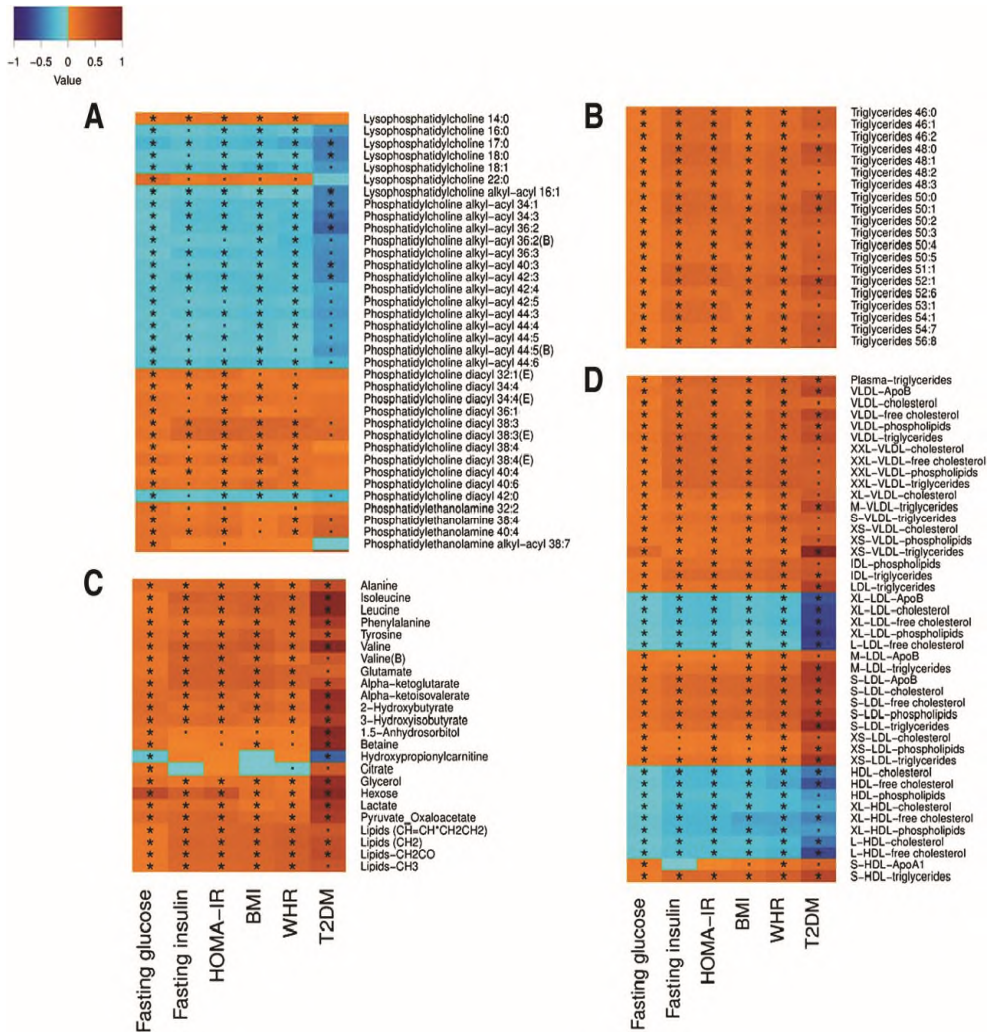 −1 −0.5 0 0.5 1
Value
A
Lysophosphatidylcholine 14:0
Lysophosphatidylcholine 16:0
Lysophosphatidylcholine 17:0
Lysophosphatidylcholine 18:0
Lysophosphatidylcholine 18:1
Lysophosphatidylcholine 22:0
Lysophosphatidylcholine alkyl−acyl 16:1
Phosphatidylcholine alkyl−acyl 34:1
Phosphatidylcholine alkyl−acyl 34:3
Phosphatidylcholine alkyl−acyl 36:2
Phosphatidylcholine alkyl−acyl 36:2(B)
Phosphatidylcholine alkyl−acyl 36:3
Phosphatidylcholine alkyl−acyl 40:3
Phosphatidylcholine alkyl−acyl 42:3
Phosphatidylcholine alkyl−acyl 42:4
Phosphatidylcholine alkyl−acyl 42:5
Phosphatidylcholine alkyl−acyl 44:3
Phosphatidylcholine alkyl−acyl 44:4
Phosphatidylcholine alkyl−acyl 44:5
Phosphatidylcholine alkyl−acyl 44:5(B)
Phosphatidylcholine alkyl−acyl 44:6
Phosphatidylcholine diacyl 32:1(E)
Phosphatidylcholine diacyl 34:4
Phosphatidylcholine diacyl 34:4(E)
Phosphatidylcholine diacyl 36:1
Phosphatidylcholine diacyl 38:3
Phosphatidylcholine diacyl 38:3(E)
Phosphatidylcholine diacyl 38:4
Phosphatidylcholine diacyl 38:4(E)
Phosphatidylcholine diacyl 40:4
Phosphatidylcholine diacyl 40:6
Phosphatidylcholine diacyl 42:0
Phosphatidylethanolamine 32:2
Phosphatidylethanolamine 38:4
Phosphatidylethanolamine 40:4
Phosphatidylethanolamine alkyl−acyl 38:7
B
Triglycerides 46:0
Triglycerides 46:1
Triglycerides 46:2
Triglycerides 48:0
Triglycerides 48:1
Triglycerides 48:2
Triglycerides 48:3
Triglycerides 50:0
Triglycerides 50:1
Triglycerides 50:2
Triglycerides 50:3
Triglycerides 50:4
Triglycerides 50:5
Triglycerides 51:1
Triglycerides 52:1
Triglycerides 52:6
Triglycerides 53:1
Triglycerides 54:1
Triglycerides 54:7
Triglycerides 56:8
C
Alanine
Isoleucine
Leucine
Phenylalanine
Tyrosine
Valine
Valine(B)
Glutamate
Alpha−ketoglutarate
Alpha−ketoisovalerate
2−Hydroxybutyrate
3−Hydroxyisobutyrate
1.5−Anhydrosorbitol
Betaine
Hydroxypropionylcarnitine
Citrate
Glycerol
Hexose
Lactate
Pyruvate_Oxaloacetate
Lipids (CH=CH*CH2CH2)
Lipids (CH2)
Lipids−CH2CO
Lipids−CH3
Fasting glucose
Fasting insulin
HOMA−IR
BMI
WHR
T2DM
D
Plasma−triglycerides
VLDL−ApoB
VLDL−cholesterol
VLDL−free cholesterol
VLDL−phospholipids
VLDL−triglycerides
XXL−VLDL−cholesterol
XXL−VLDL−free cholesterol
XXL−VLDL−phospholipids
XXL−VLDL−triglycerides
XL−VLDL−cholesterol
M−VLDL−triglycerides
S−VLDL−triglycerides
XS−VLDL−cholesterol
XS−VLDL−phospholipids
XS−VLDL−triglycerides
IDL−phospholipids
IDL−triglycerides
LDL−triglycerides
XL−LDL−ApoB
XL−LDL−cholesterol
XL−LDL−free cholesterol
XL−LDL−phospholipids
L−LDL−free cholesterol
M−LDL−ApoB
M−LDL−triglycerides
S−LDL−ApoB
S−LDL−cholesterol
S−LDL−free cholesterol
S−LDL−phospholipids
S−LDL−triglycerides
XS−LDL−cholesterol
XS−LDL−phospholipids
XS−LDL−triglycerides
HDL−cholesterol
HDL−free cholesterol
HDL−phospholipids
XL−HDL−cholesterol
XL−HDL−free cholesterol
XL−HDL−phospholipids
L−HDL−cholesterol
L−HDL−free cholesterol
S−HDL−ApoA1
S−HDL−triglycerides
Fasting glucose
Fasting insulin
HOMA−IR
BMI
WHR
T2DM